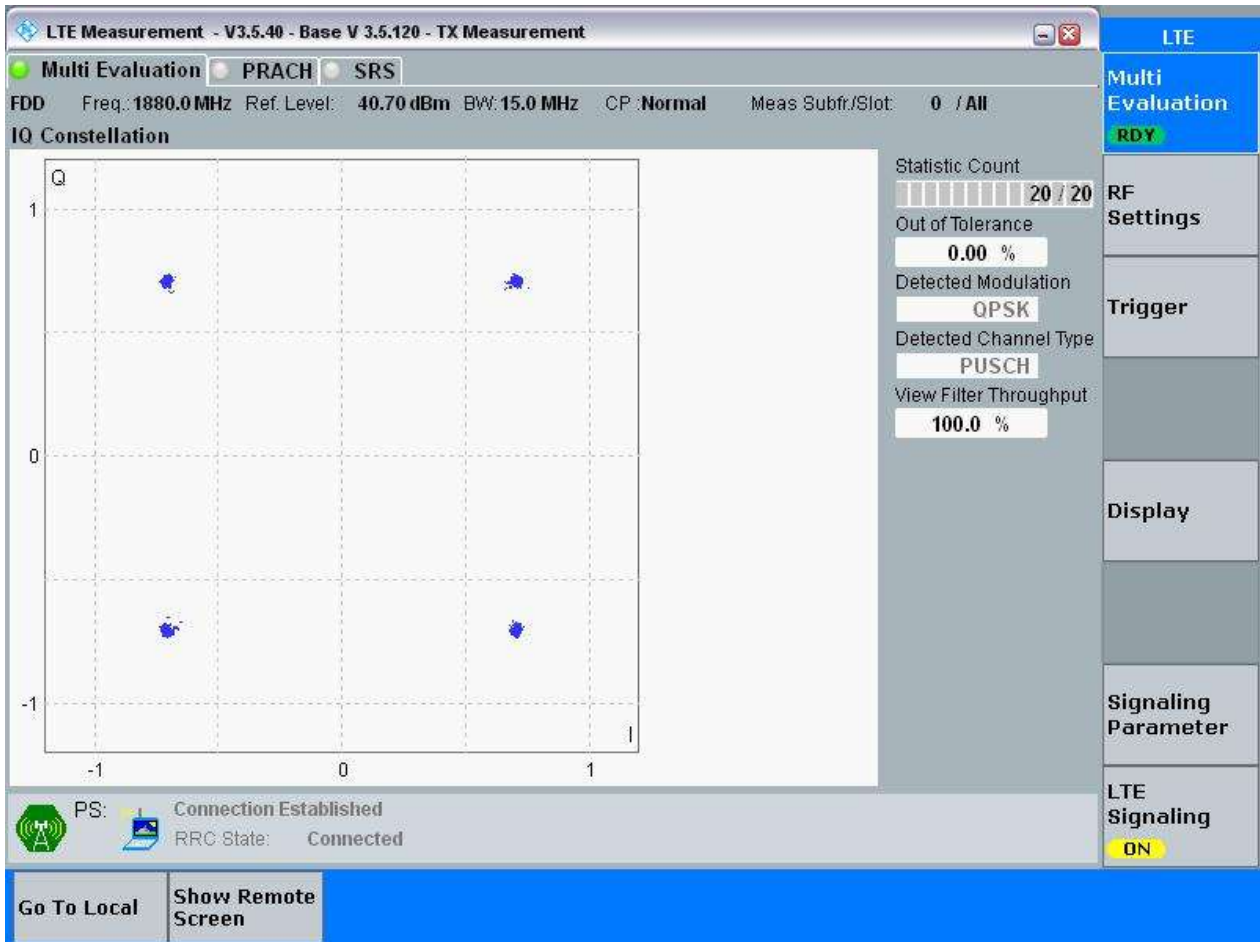 LTE Measurement - V3.5.40 - Base V 3.5.120 - TX Measurement
LTE
Multi Evaluation PRACH SRS
Multi Evaluation
RDY
FDD Freq.: 1880.0 MHz Ref. Level: 40.70 dBm BW: 15.0 MHz CP : Normal Meas Subfr./Slot: 0 / All
IQ Constellation
Q
1
0
-1
I
-1 0 1
Statistic Count
20 / 20
Out of Tolerance
0.00 %
Detected Modulation
QPSK
Detected Channel Type
PUSCH
View Filter Throughput
100.0 %
RF
Settings
Trigger
Display
Signaling
Parameter
LTE
Signaling
ON
PS: Connection Established
RRC State: Connected
Go To Local
Show Remote
Screen